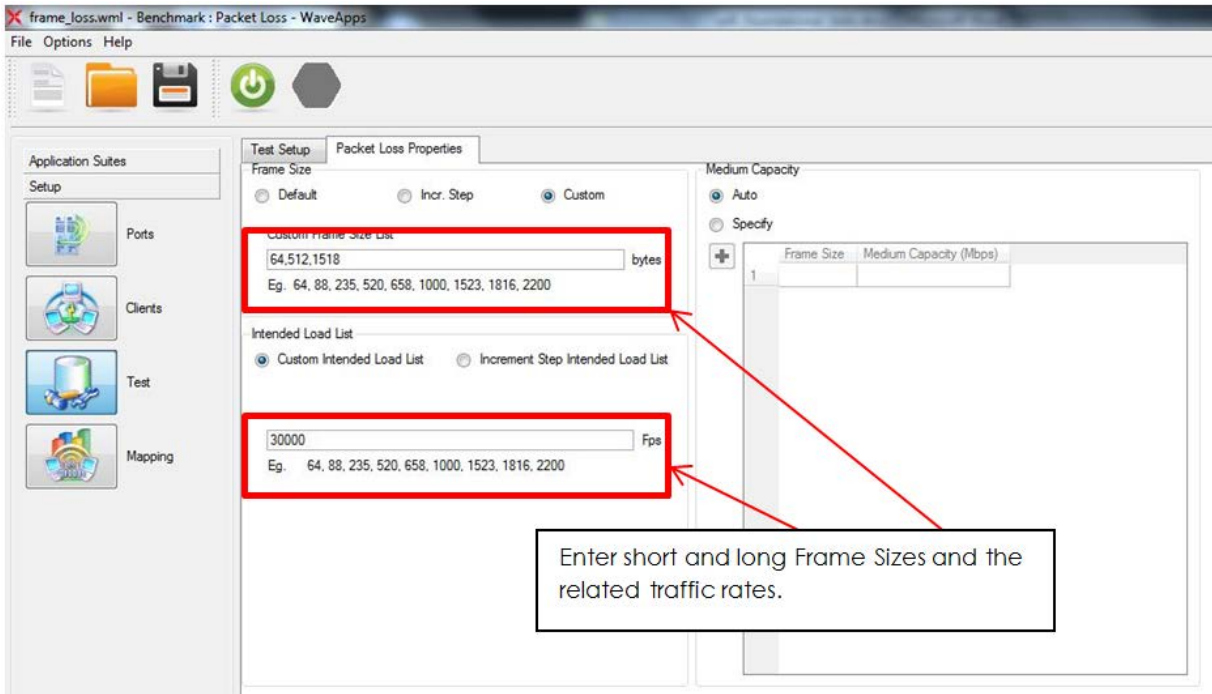 frame_loss.wml - Benchmark : Packet Loss - WaveApps
File Options Help
Application Suites
Setup
Ports
Clients
Test
Mapping
Test Setup
Packet Loss Properties
Frame Size
Default
Incr. Step
Custom
Custom Frame Size List
64,512,1518
bytes
Eg. 64, 88, 235, 520, 658, 1000, 1523, 1816, 2200
Intended Load List
Custom Intended Load List
Increment Step Intended Load List
30000
Fps
Eg. 64, 88, 235, 520, 658, 1000, 1523, 1816, 2200
Medium Capacity
Auto
Specify
Frame Size
Medium Capacity (Mbps)
1
Enter short and long Frame Sizes and the
related traffic rates.